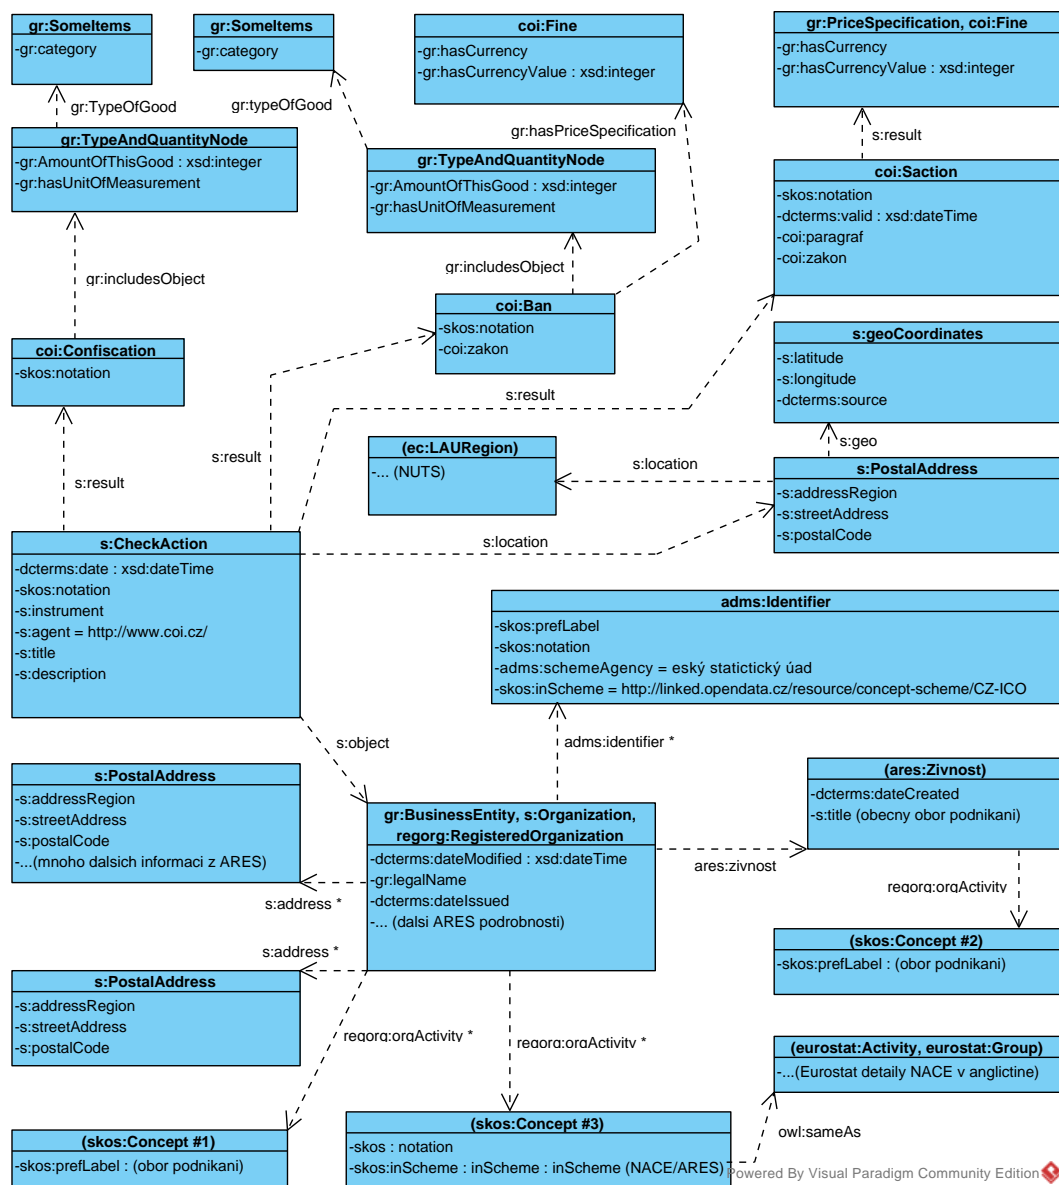 gr:SomeItems
-gr:category
gr:SomeItems
-gr:category
coi:Fine
-gr:hasCurrency
-gr:hasCurrencyValue : xsd:integer
gr:PriceSpecification, coi:Fine
-gr:hasCurrency
-gr:hasCurrencyValue : xsd:integer
gr:TypeOfGood
gr:typeOfGood
gr:hasPriceSpecification
s:result
gr:TypeAndQuantityNode
-gr:AmountOfThisGood : xsd:integer
-gr:hasUnitOfMeasurement
gr:TypeAndQuantityNode
-gr:AmountOfThisGood : xsd:integer
-gr:hasUnitOfMeasurement
coi:Saction
-skos:notation
-dcterms:valid : xsd:dateTime
-coi:paragraf
-coi:zakon
gr:includesObject
gr:includesObject
coi:Ban
-skos:notation
-coi:zakon
coi:Confiscation
-skos:notation
s:geoCoordinates
-s:latitude
-s:longitude
-dcterms:source
s:result
s:geo
(ec:LAURegion)
-... (NUTS)
s:result
s:location
s:PostalAddress
-s:addressRegion
-s:streetAddress
-s:postalCode
s:result
s:location
s:CheckAction
-dcterms:date : xsd:dateTime
-skos:notation
-s:instrument
-s:agent = http://www.coi.cz/
-s:title
-s:description
adms:Identifier
-skos:prefLabel
-skos:notation
-adms:schemeAgency = eský statictický úad
-skos:inScheme = http://linked.opendata.cz/resource/concept-scheme/CZ-ICO
s:object
adms:identifier *
s:PostalAddress
-s:addressRegion
-s:streetAddress
-s:postalCode
-...(mnoho dalsich informaci z ARES)
gr:BusinessEntity, s:Organization,
regorg:RegisteredOrganization
-dcterms:dateModified : xsd:dateTime
-gr:legalName
-dcterms:dateIssued
-... (dalsi ARES podrobnosti)
(ares:Zivnost)
-dcterms:dateCreated
-s:title (obecny obor podnikani)
ares:zivnost
regorg:orgActivity
s:address *
s:address *
(skos:Concept #2)
-skos:prefLabel : (obor podnikani)
s:PostalAddress
-s:addressRegion
-s:streetAddress
-s:postalCode
regorg:orgActivity *
regorg:orgActivity *
(eurostat:Activity, eurostat:Group)
-...(Eurostat detaily NACE v anglictine)
(skos:Concept #1)
-skos:prefLabel : (obor podnikani)
(skos:Concept #3)
-skos : notation
-skos:inScheme : inScheme : inScheme (NACE/ARES)
owl:sameAs
Powered By Visual Paradigm Community Edition